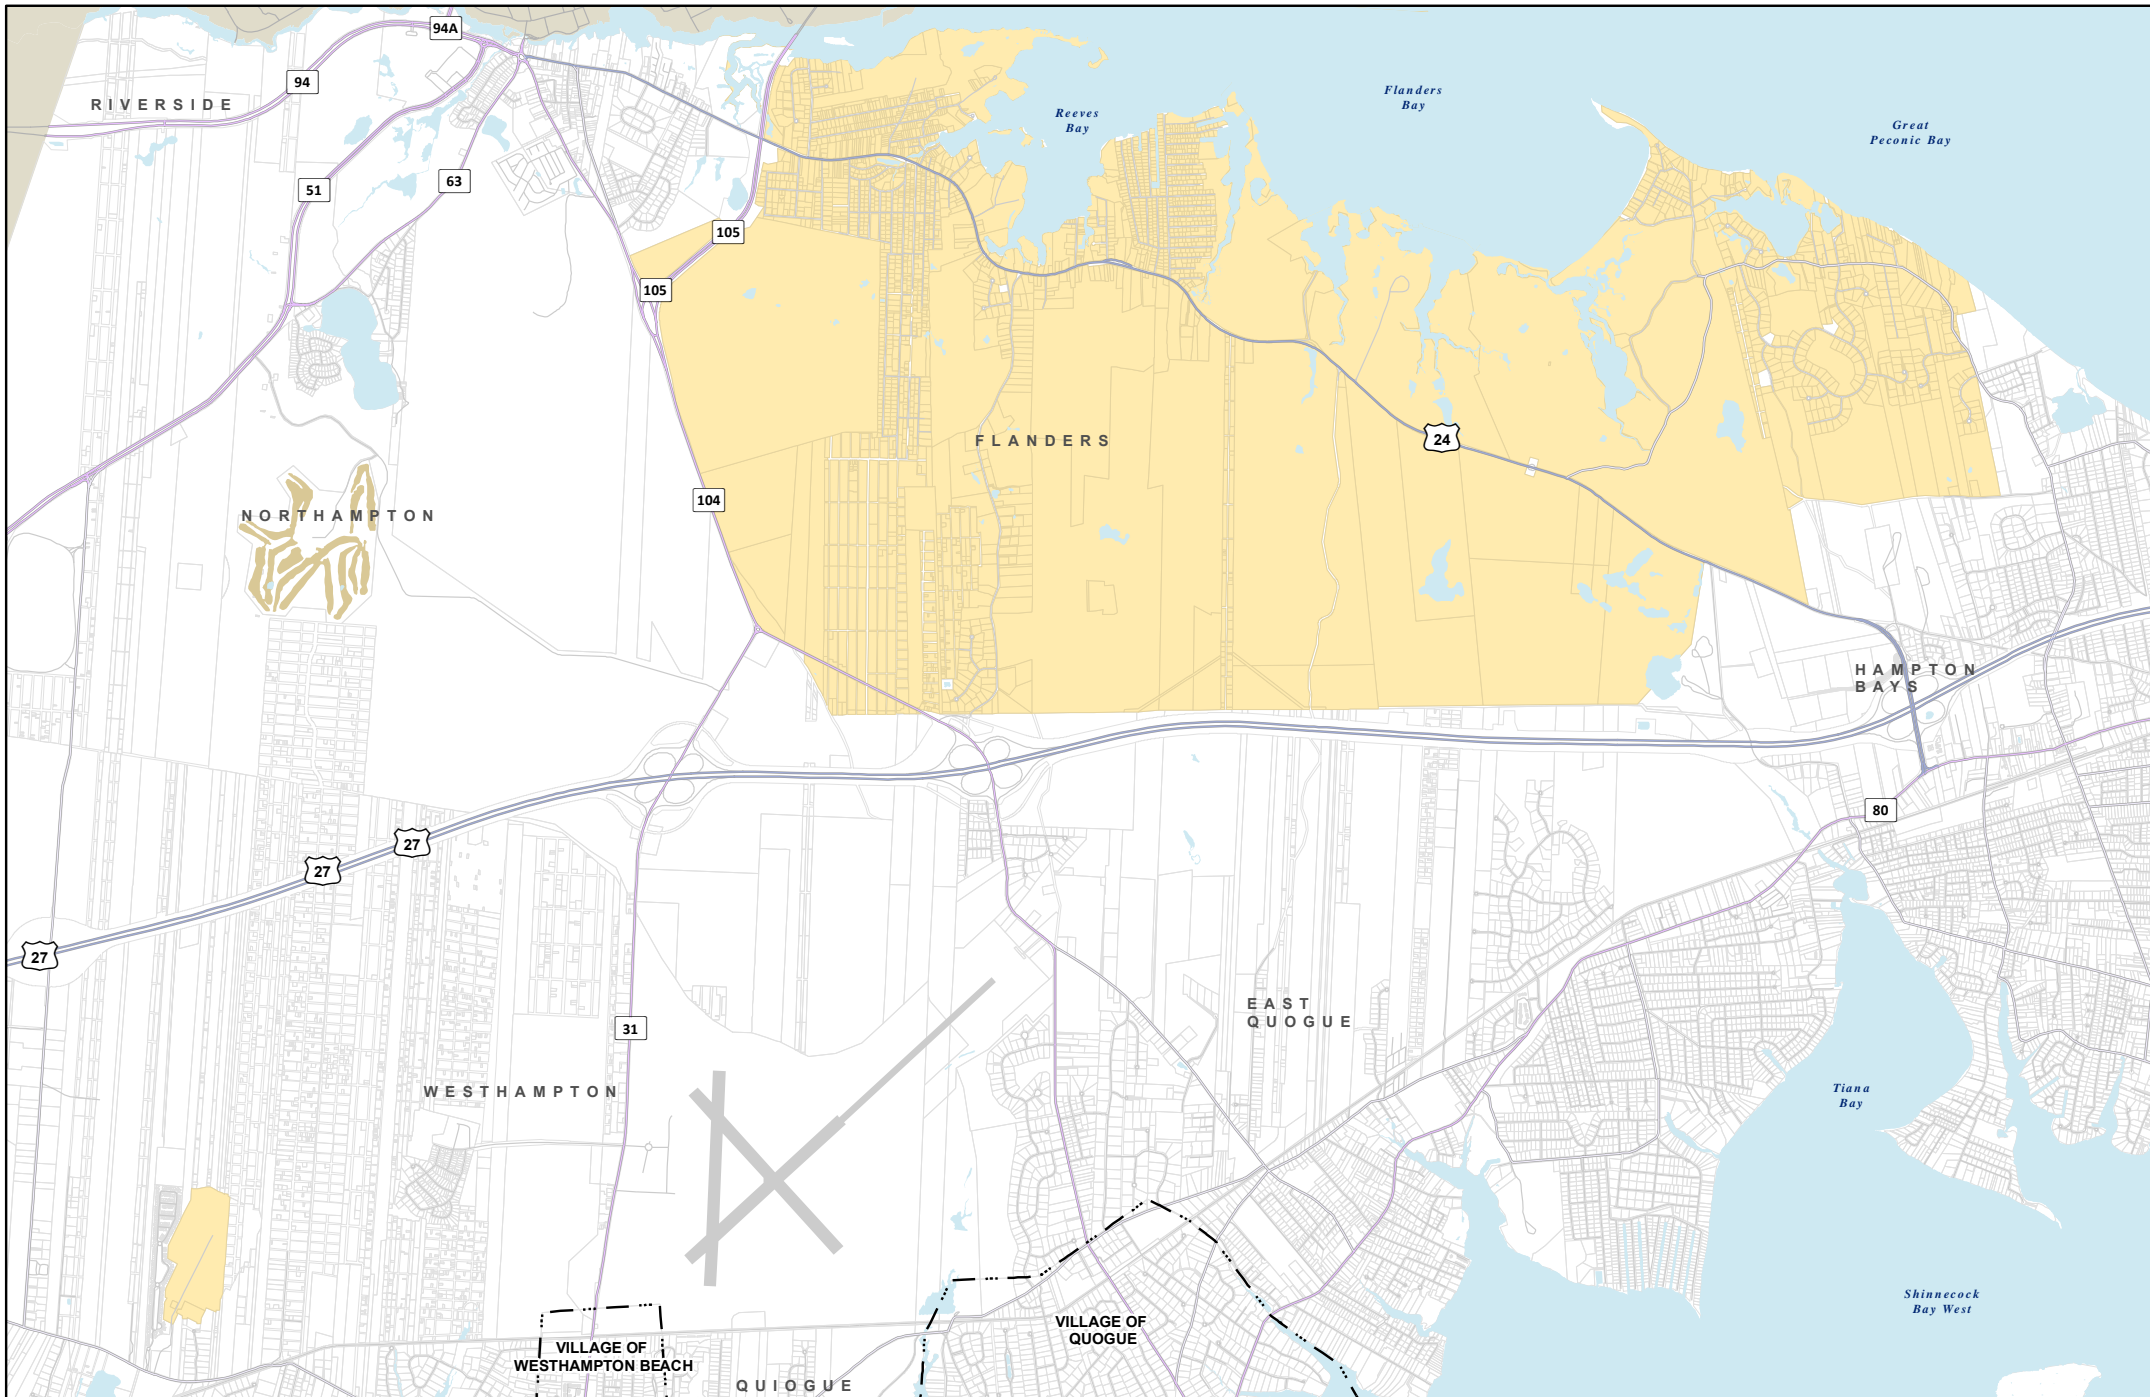 94A
94
RIVERSIDE
Flanders
Bay
Reeves
Bay
Great
Peconic Bay
51
63
105
105
FLANDERS
24
104
NORTHAMPTON
HAMPTON
BAYS
80
27
27
27
EAST
QUOGUE
31
WESTHAMPTON
Tiana
Bay
Shinnecock
Bay West
VILLAGE OF
QUOGUE
VILLAGE OF
WESTHAMPTON BEACH
QUIOGUE